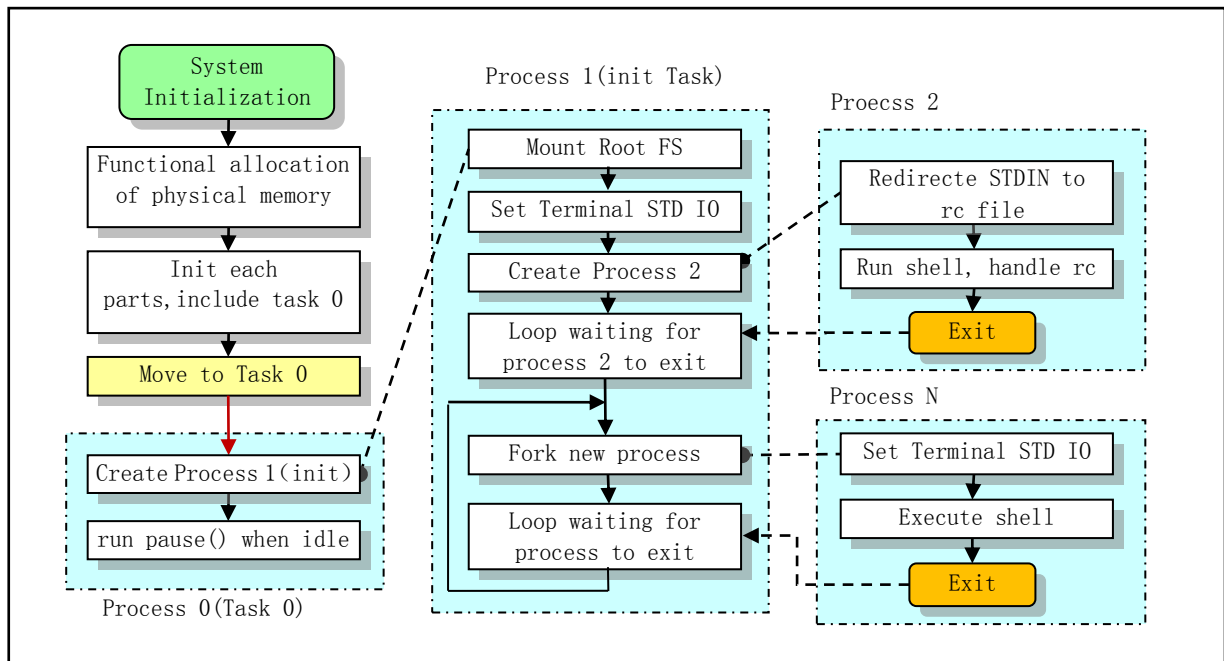 System
Initialization
Functional allocation
of physical memory
Init each
parts,include task 0
Move to Task 0
Create Process 1(init)
run pause() when idle
Process 0(Task 0)
Process 1(init Task)
Mount Root FS
Set Terminal STD IO
Create Process 2
Loop waiting for
process 2 to exit
Fork new process
Loop waiting for
process to exit
Proecss 2
Redirecte STDIN to
rc file
Run shell, handle rc
Exit
Process N
Set Terminal STD IO
Execute shell
Exit